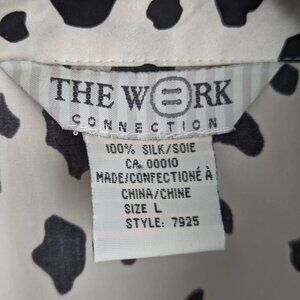 THE WORK
CONNECTION
100% SILK/SOIE
CA 00010
MADE/CONFECTIONÉ À
CHINA/CHINE
SIZE L
STYLE: 7925